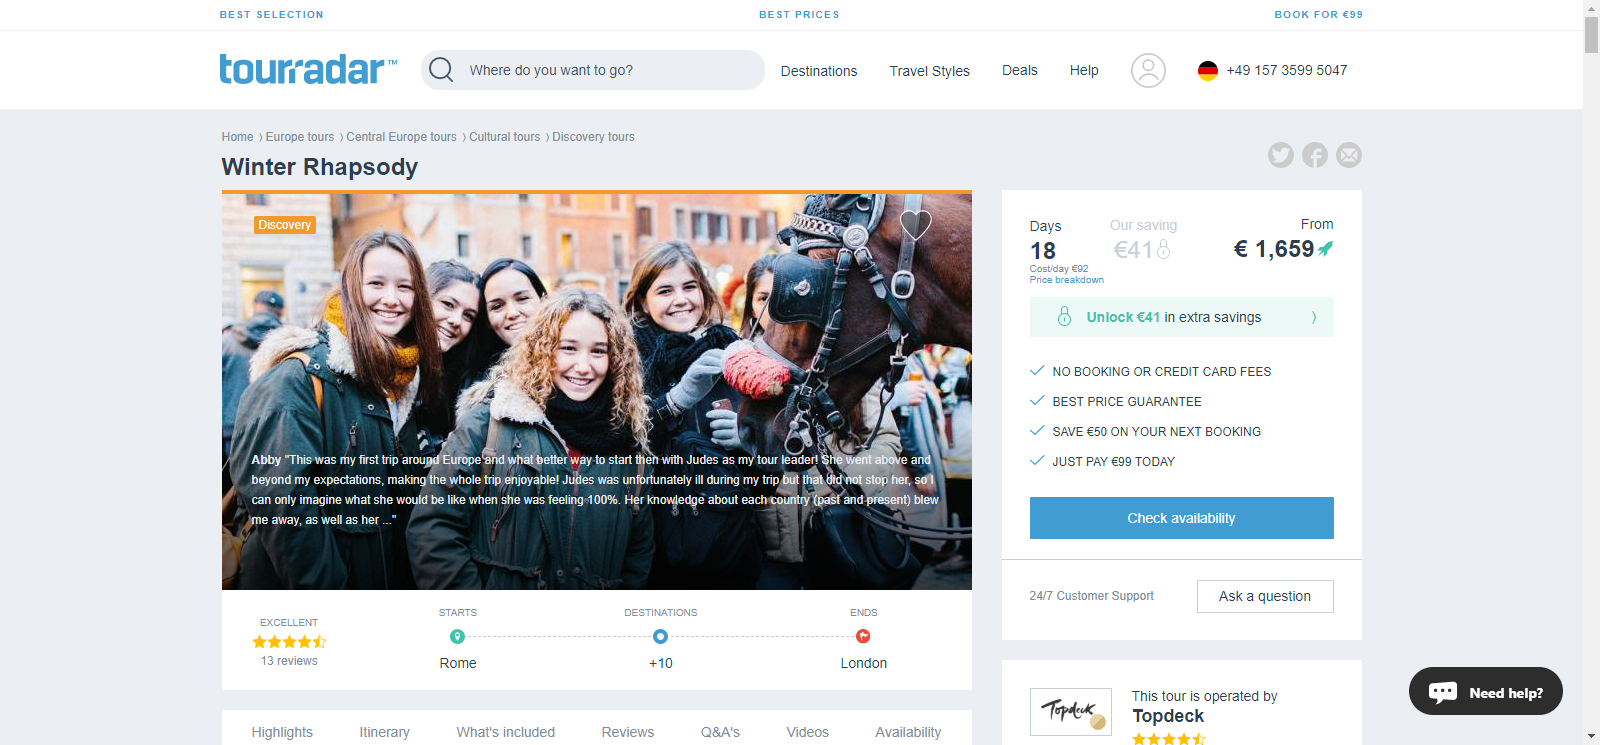 BEST SELECTION
BEST PRICES
BOOK FOR €99
tourradar™
Where do you want to go?
Destinations
Travel Styles
Deals
Help
+49 157 3599 5047
Home 〉Europe tours 〉Central Europe tours 〉Cultural tours 〉Discovery tours
Winter Rhapsody
Discovery
Abby "This was my first trip around Europe and what better way to start then with Judes as my tour leader! She went above and
beyond my expectations, making the whole trip enjoyable! Judes was unfortunately ill during my trip but that did not stop her, so I
can only imagine what she would be like when she was feeling 100%. Her knowledge about each country (past and present) blew
me away, as well as her ..."
EXCELLENT
13 reviews
STARTS
Rome
DESTINATIONS
+10
ENDS
London
Highlights
Itinerary
What's included
Reviews
Q&A's
Videos
Availability
Days
18
Cost/day €92
Price breakdown
Our saving
€41
From
€ 1,659
Unlock €41 in extra savings
NO BOOKING OR CREDIT CARD FEES
BEST PRICE GUARANTEE
SAVE €50 ON YOUR NEXT BOOKING
JUST PAY €99 TODAY
Check availability
24/7 Customer Support
Ask a question
Topdeck
This tour is operated by
Topdeck
Need help?